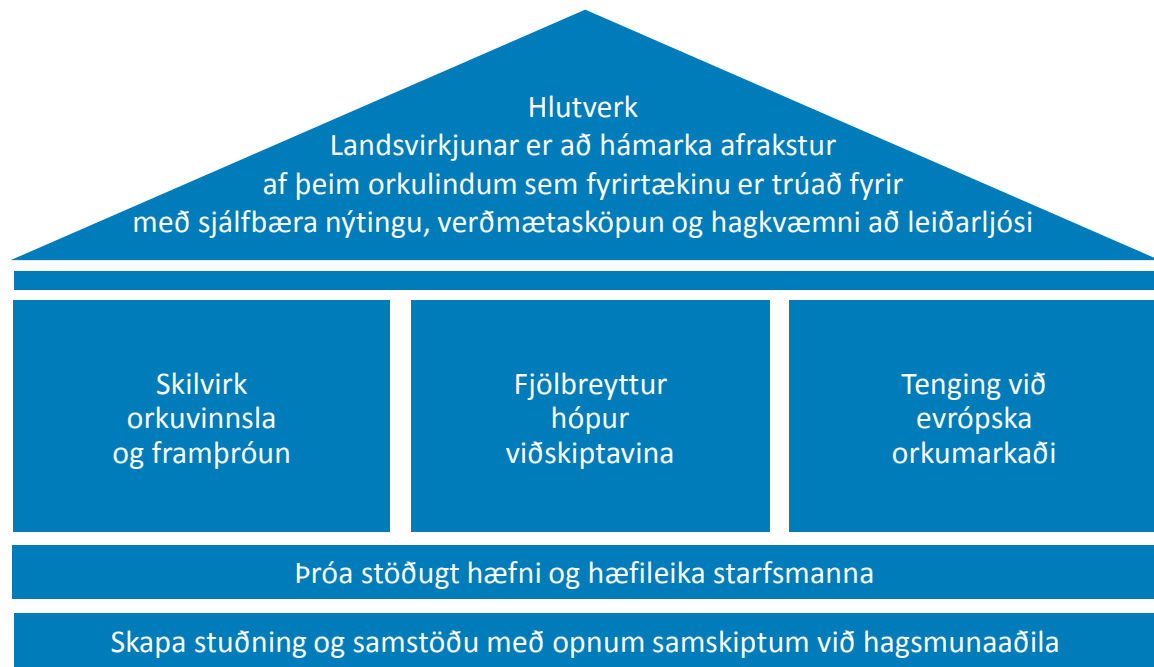 Hlutverk
Landsvirkjunar er að hámarka afrakstur
af þeim orkulindum sem fyrirtækinu er trúað fyrir
með sjálfbæra nýtingu, verðmætasköpun og hagkvæmni að leiðarljósi
Skilvirk
orkuvinnsla
og framþróun
Fjölbreyttur
hópur
viðskiptavina
Tenging við
evrópska
orkumarkaði
Þróa stöðugt hæfni og hæfileika starfsmanna
Skapa stuðning og samstöðu með opnum samskiptum við hagsmunaaðila